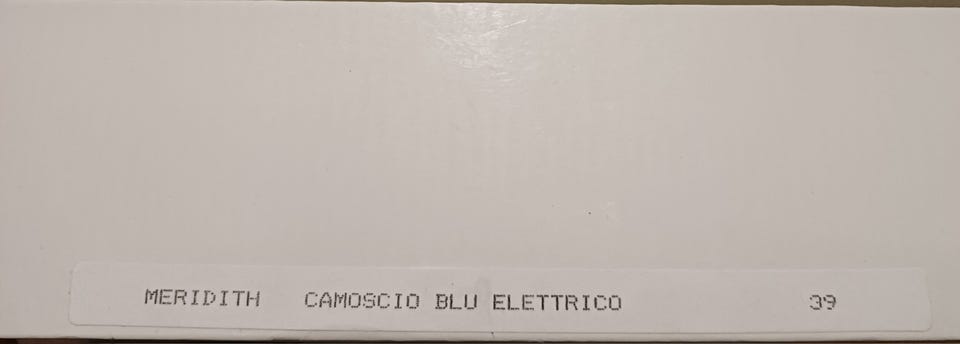 MERIDITH CAMOSCIO BLU ELETTRICO 39